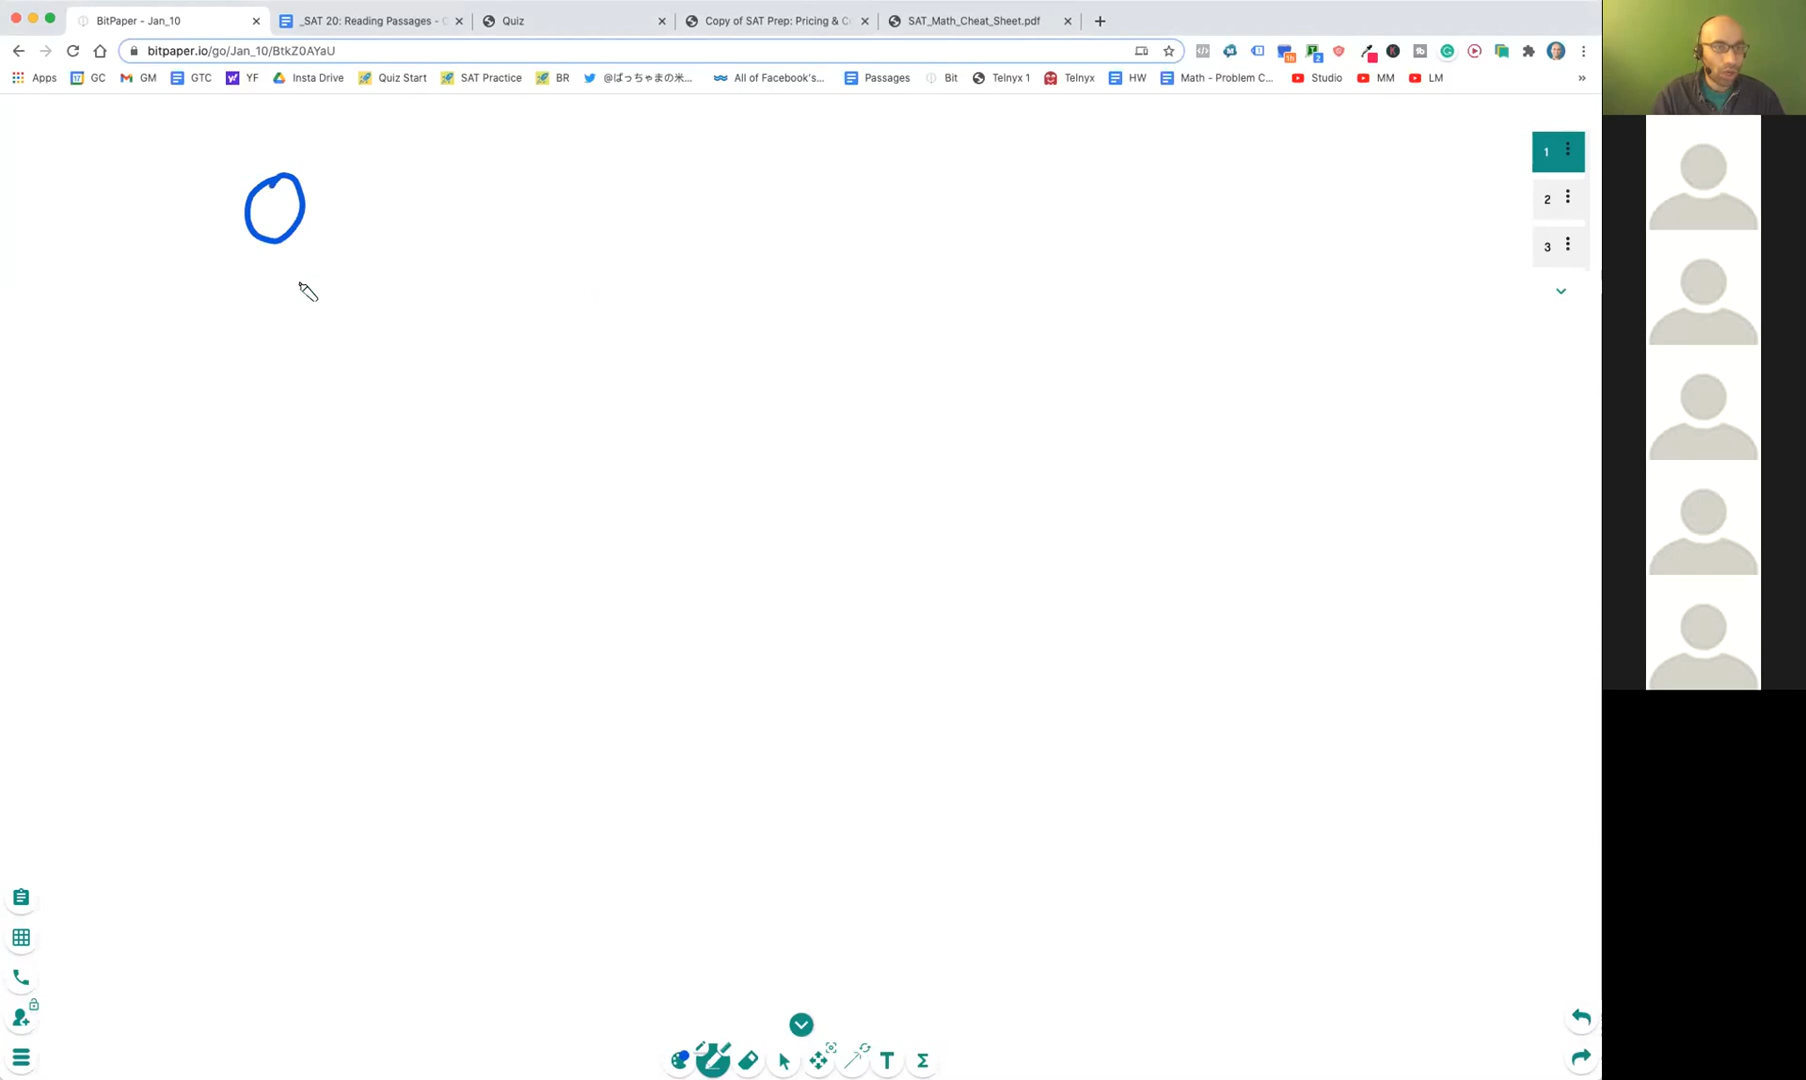 BitPaper - Jan_10
_SAT 20: Reading Passages - 
Quiz
Copy of SAT Prep: Pricing & C
SAT_Math_Cheat_Sheet.pdf
bitpaper.io/go/Jan_10/BtkZ0AYaU
Apps GC GM GTC YF Insta Drive Quiz Start SAT Practice BR @ばっちゃまの米... All of Facebook's... Passages Bit Telnyx 1 Telnyx HW Math - Problem C... Studio MM LM »
1
2
3
T Σ